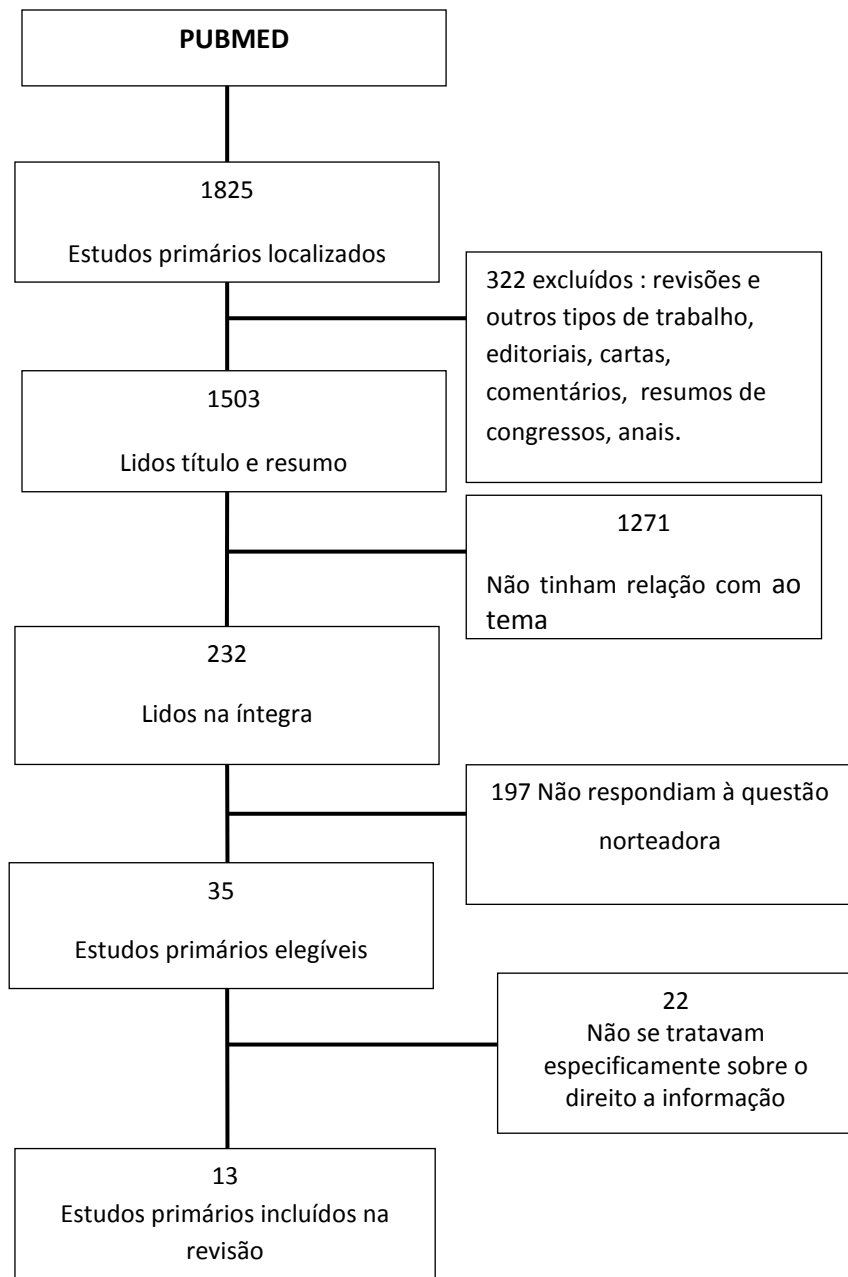 PUBMED
1825
Estudos primários localizados
322 excluídos : revisões e
outros tipos de trabalho,
editoriais, cartas,
comentários, resumos de
congressos, anais.
1503
Lidos título e resumo
1271
Não tinham relação com ao
tema
232
Lidos na íntegra
197 Não respondiam à questão
norteadora
35
Estudos primários elegíveis
22
Não se tratavam
especificamente sobre o
direito a informação
13
Estudos primários incluídos na
revisão